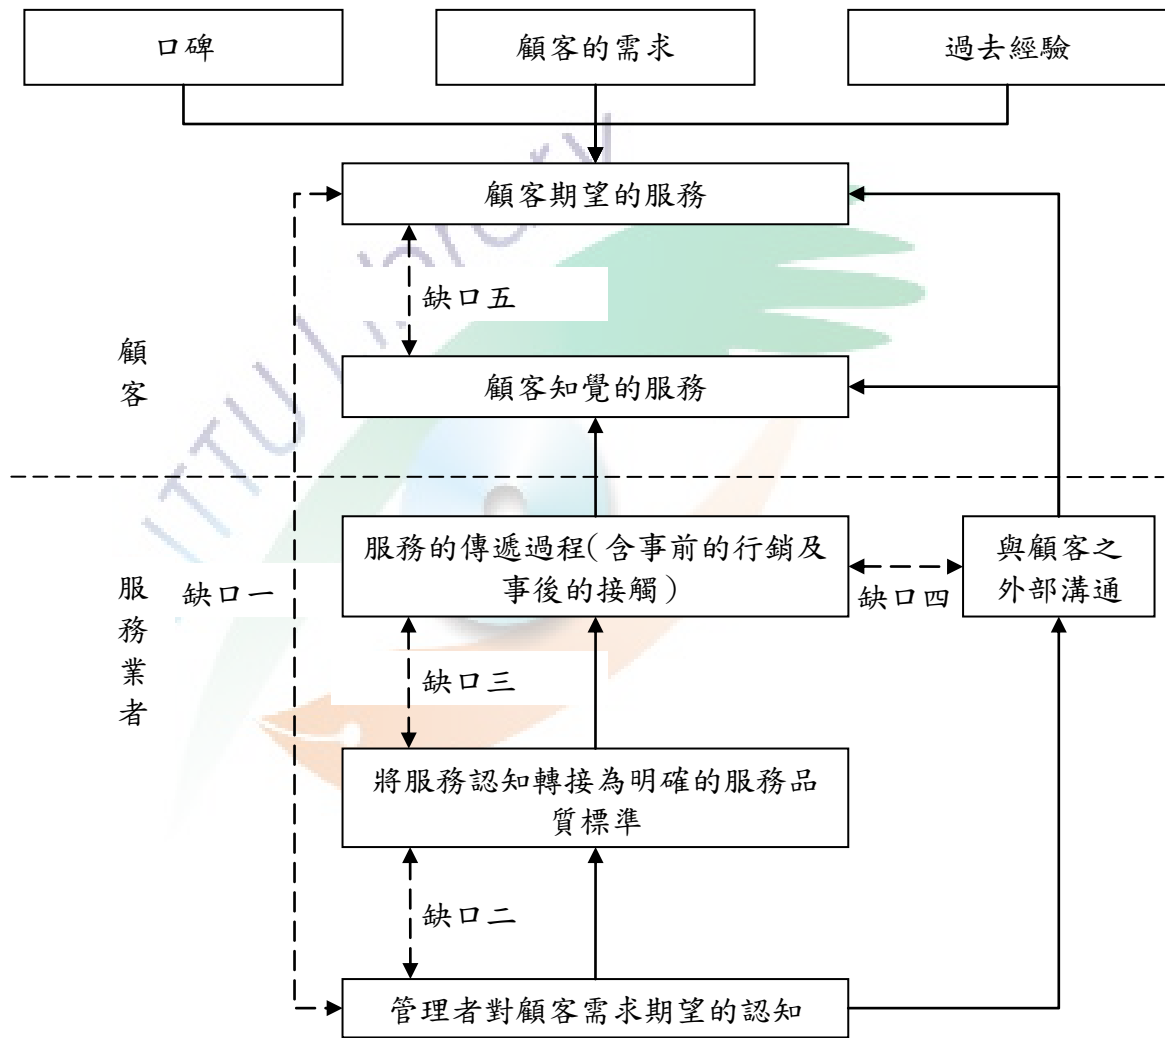 口碑
顧客的需求
過去經驗
顧客期望的服務
缺口五
顧客
顧客知覺的服務
服務的傳遞過程(含事前的行銷及
事後的接觸)
與顧客之
外部溝通
缺口四
服務業者
缺口一
缺口三
將服務認知轉接為明確的服務品
質標準
缺口二
管理者對顧客需求期望的認知